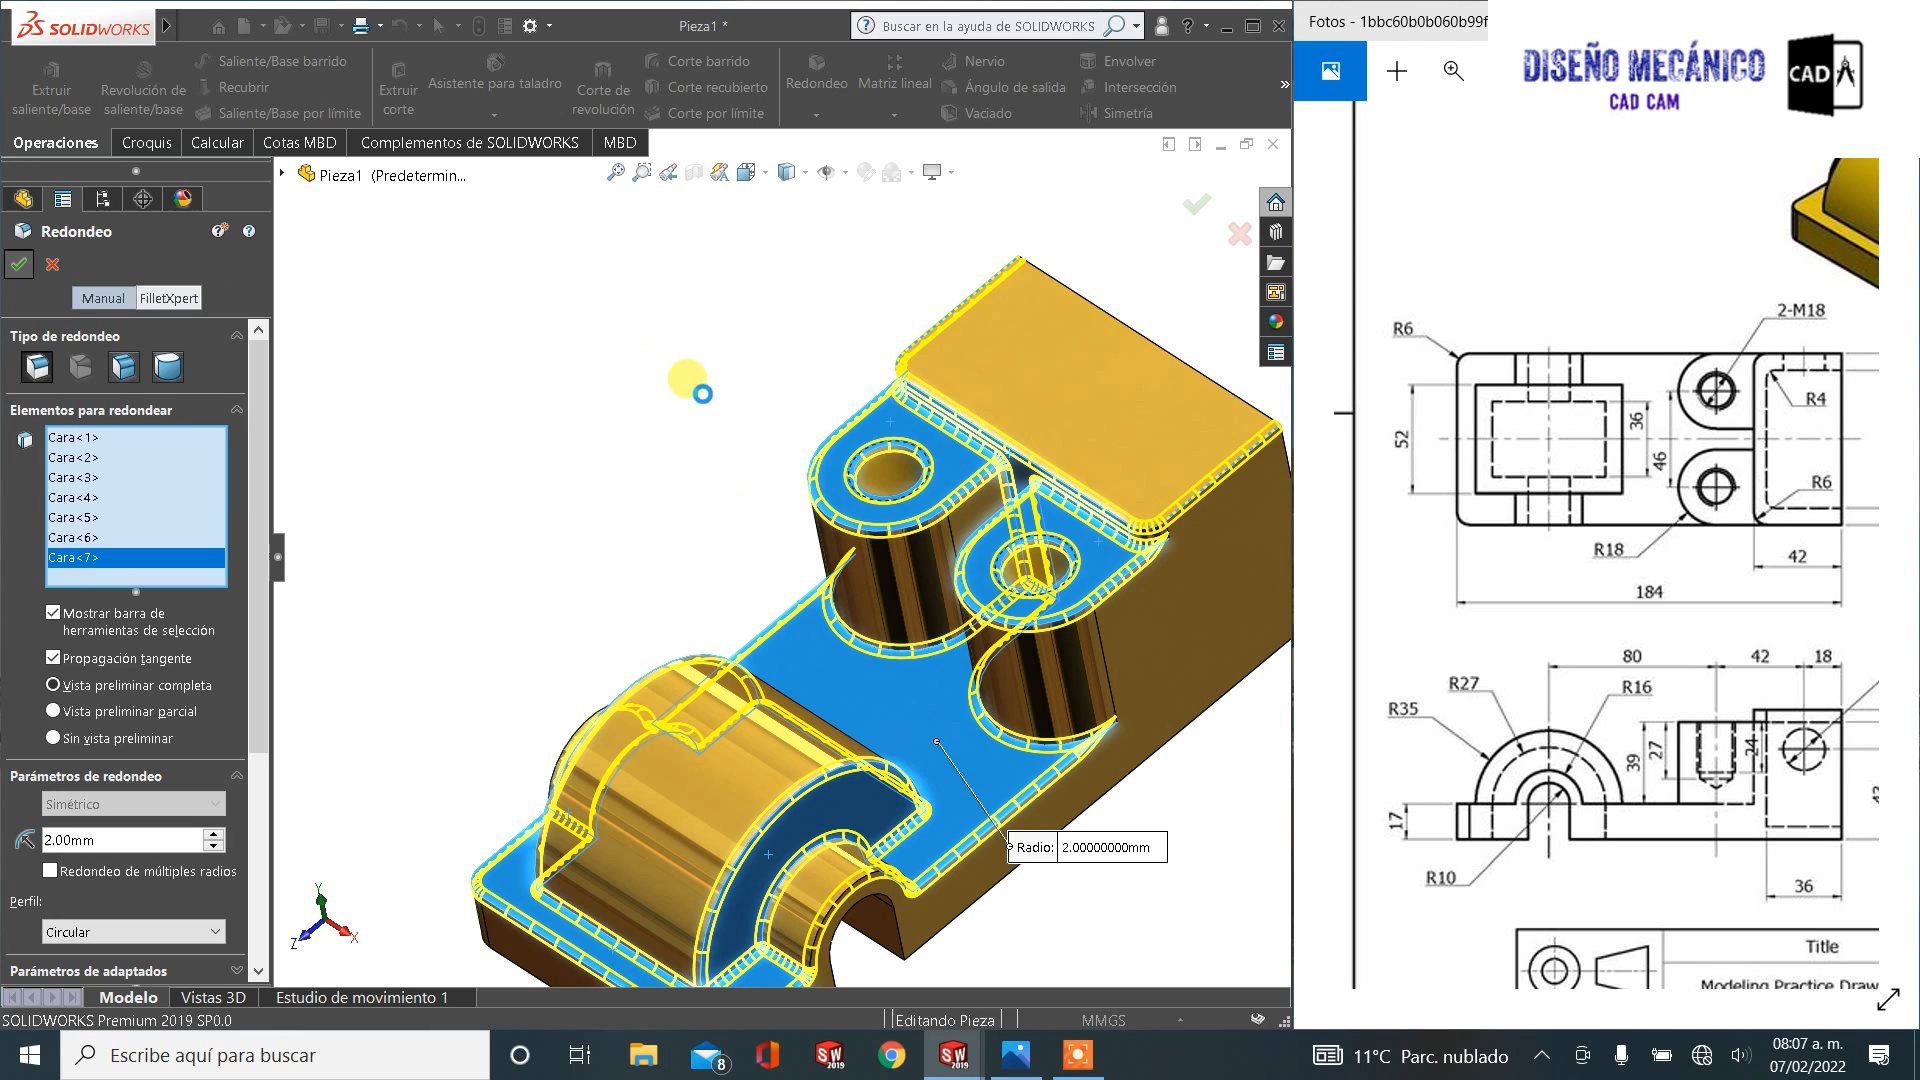 SOLIDWORKS
Pieza1 *
Buscar en la ayuda de SOLIDWORKS
Fotos - 1bbc60b0b060b99f
DISEÑO MECÁNICO
CAD CAM
CAD
Extruir saliente/base
Revolución de saliente/base
Saliente/Base barrido
Recubrir
Saliente/Base por límite
Extruir corte
Asistente para taladro
Corte de revolución
Corte barrido
Corte recubierto
Corte por límite
Redondeo
Matriz lineal
Nervio
Ángulo de salida
Vaciado
Envolver
Intersección
Simetría
Operaciones
Croquis
Calcular
Cotas MBD
Complementos de SOLIDWORKS
MBD
Pieza1 (Predetermin...
Redondeo
Manual
FilletXpert
Tipo de redondeo
Elementos para redondear
Cara<1>
Cara<2>
Cara<3>
Cara<4>
Cara<5>
Cara<6>
Cara<7>
Mostrar barra de
herramientas de selección
Propagación tangente
Vista preliminar completa
Vista preliminar parcial
Sin vista preliminar
Parámetros de redondeo
Simétrico
2.00mm
Redondeo de múltiples radios
Perfil:
Circular
Parámetros de adaptados
Radio: 2.00000000mm
Y
Z
X
2-M18
R6
R4
36
52
46
R6
R18
42
184
80
42
18
R27
R16
R35
39
27
24
17
R10
36
Title
Modeling Practice Draw
Modelo
Vistas 3D
Estudio de movimiento 1
SOLIDWORKS Premium 2019 SP0.0
Editando Pieza
MMGS
Escribe aquí para buscar
8
SW
2019
SW
2019
11°C Parc. nublado
08:07 a. m.
07/02/2022